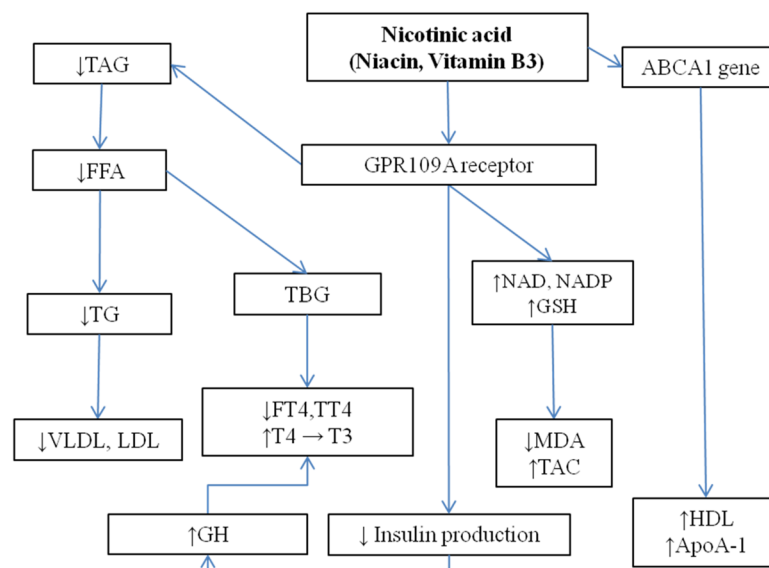 Nicotinic acid
(Niacin, Vitamin B3)
↓TAG
ABCA1 gene
↓FFA
GPR109A receptor
TBG
↑NAD, NADP
↑GSH
↓TG
↓FT4,TT4
↑T4 → T3
↓VLDL, LDL
↓MDA
↑TAC
↑GH
↓ Insulin production
↑HDL
↑ApoA-1